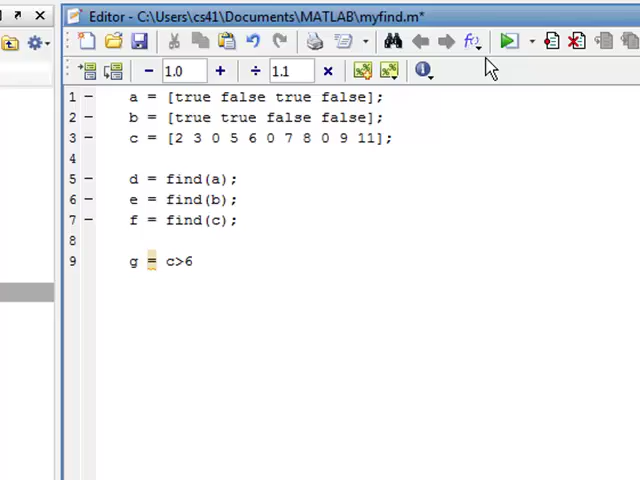 Editor - C:\Users\cs41\Documents\MATLAB\myfind.m*
1.0
1.1
1 a = [true false true false];
2 b = [true true false false];
3 c = [2 3 0 5 6 0 7 8 0 9 11];
4
5 d = find(a);
6 e = find(b);
7 f = find(c);
8
9 g = c>6